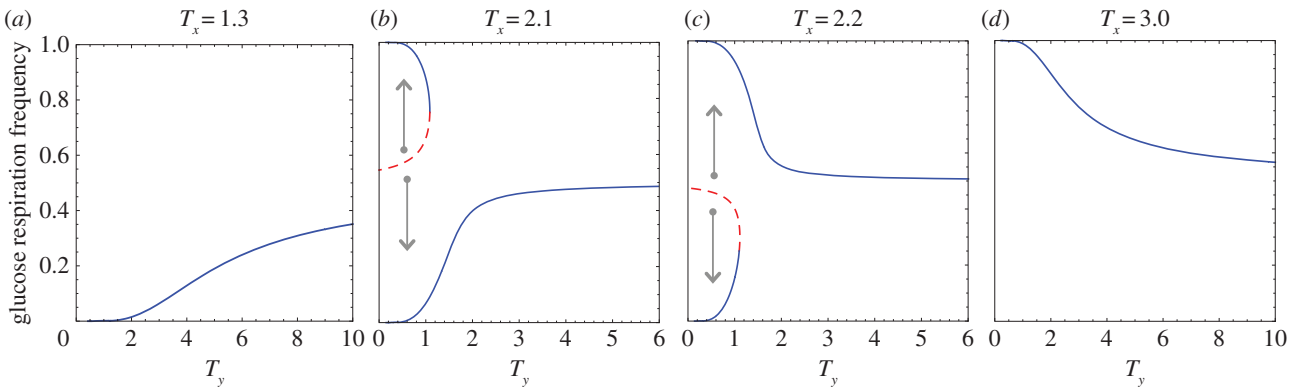 (a) T_x = 1.3
(b) T_x = 2.1
(c) T_x = 2.2
(d) T_x = 3.0
glucose respiration frequency
1.0
0.8
0.6
0.4
0.2
0 2 4 6 8 10
0 1 2 3 4 5 6
0 1 2 3 4 5 6
0 2 4 6 8 10
T_y
T_y
T_y
T_y